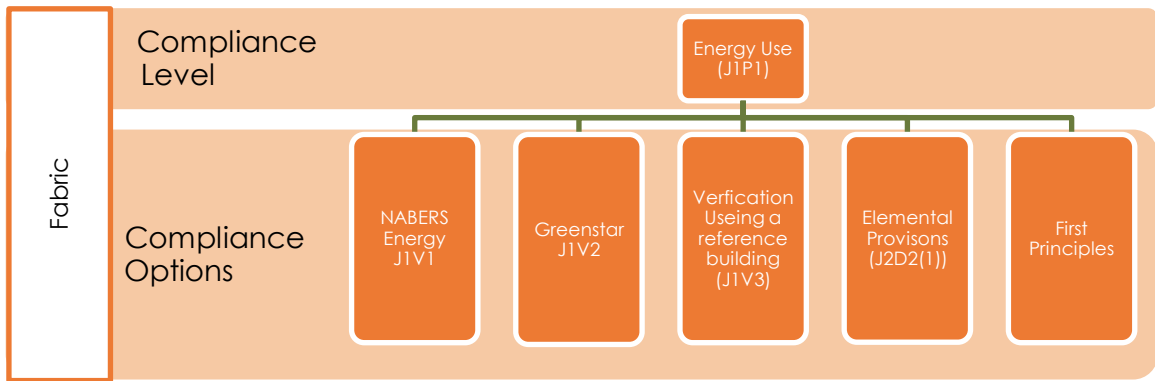 Fabric
Compliance
Level
Energy Use
(J1P1)
Compliance
Options
NABERS
Energy
J1V1
Greenstar
J1V2
Verfication
Useing a
reference
building
(J1V3)
Elemental
Provisons
(J2D2(1))
First
Principles